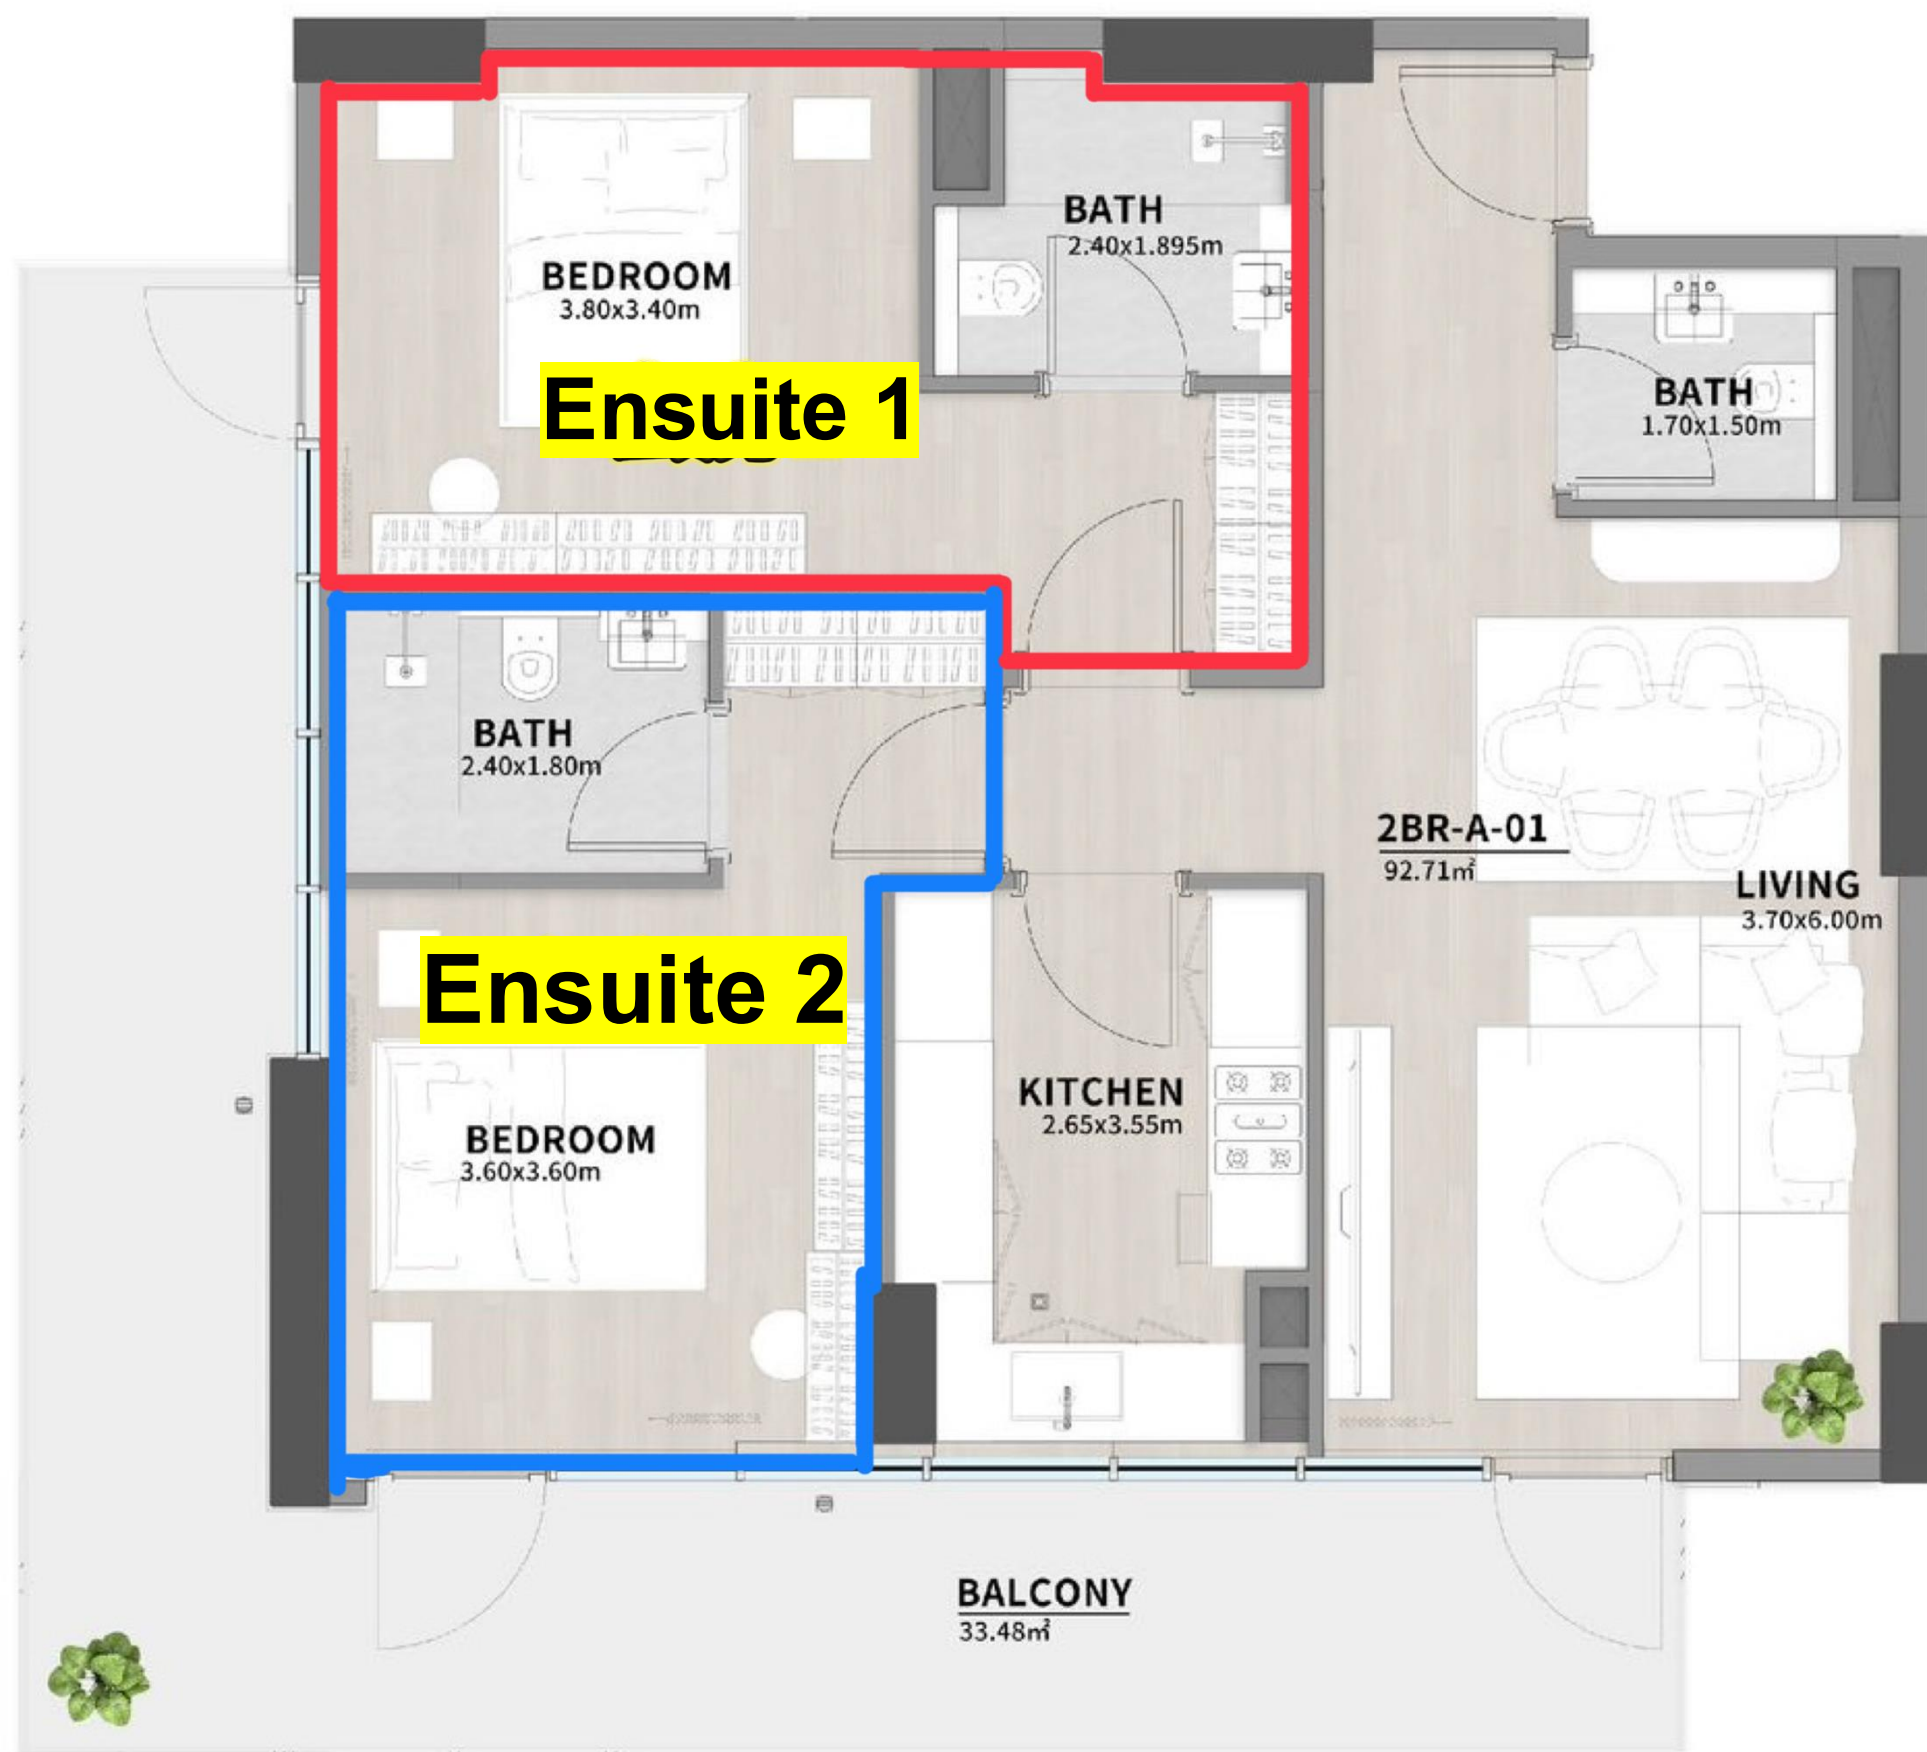 BATH
2.40x1.895m
BEDROOM
3.80x3.40m
Ensuite 1
BATH
1.70x1.50m
BATH
2.40x1.80m
2BR-A-01
92.71㎡
LIVING
3.70x6.00m
Ensuite 2
KITCHEN
2.65x3.55m
BEDROOM
3.60x3.60m
BALCONY
33.48㎡